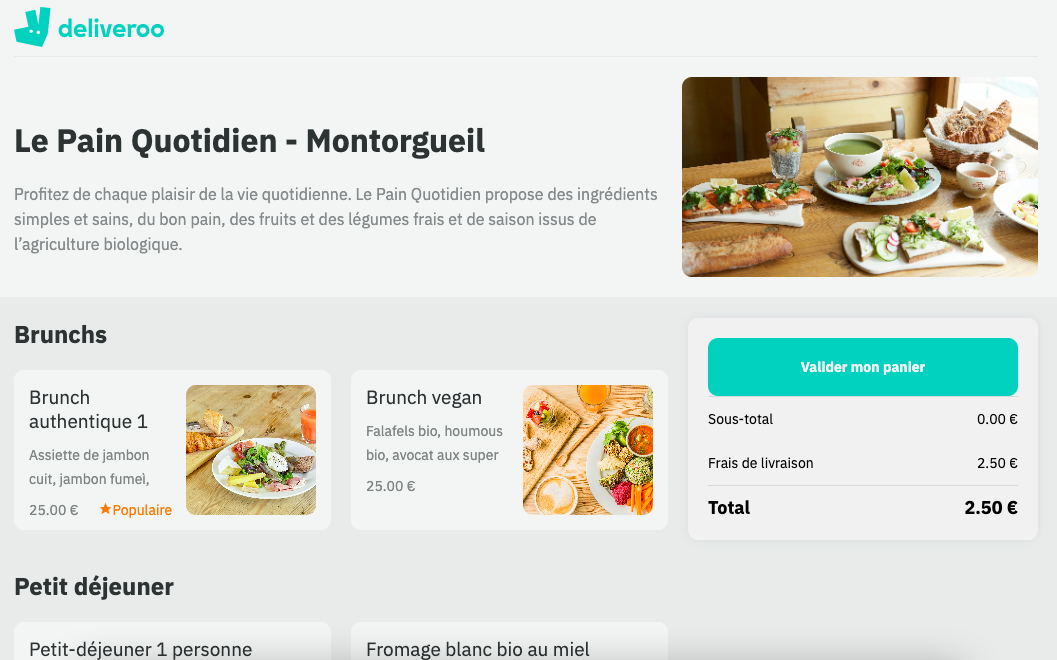 deliveroo
Le Pain Quotidien - Montorgueil
Profitez de chaque plaisir de la vie quotidienne. Le Pain Quotidien propose des ingrédients
simples et sains, du bon pain, des fruits et des légumes frais et de saison issus de
l’agriculture biologique.
Brunchs
Brunch
authentique 1
Assiette de jambon
cuit, jambon fumeì,
25.00 €
Populaire
Brunch vegan
Falafels bio, houmous
bio, avocat aux super
25.00 €
Valider mon panier
Sous-total 0.00 €
Frais de livraison 2.50 €
Total 2.50 €
Petit déjeuner
Petit-déjeuner 1 personne
Fromage blanc bio au miel